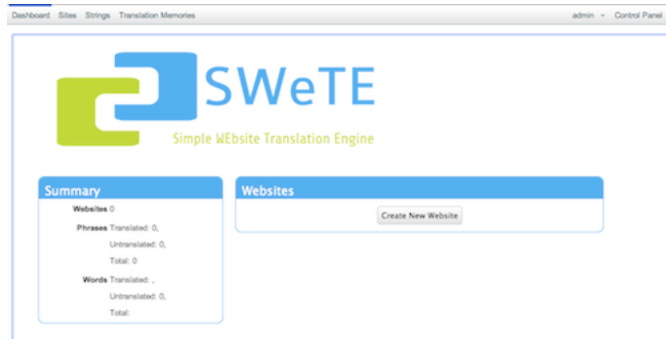 Dashboard Sites Strings Translation Memories admin Control Panel
SWeTE
Simple WEbsite Translation Engine
Summary
Websites 0
Phrases Translated: 0,
Untranslated: 0,
Total: 0
Words Translated: ,
Untranslated: 0,
Total:
Websites
Create New Website